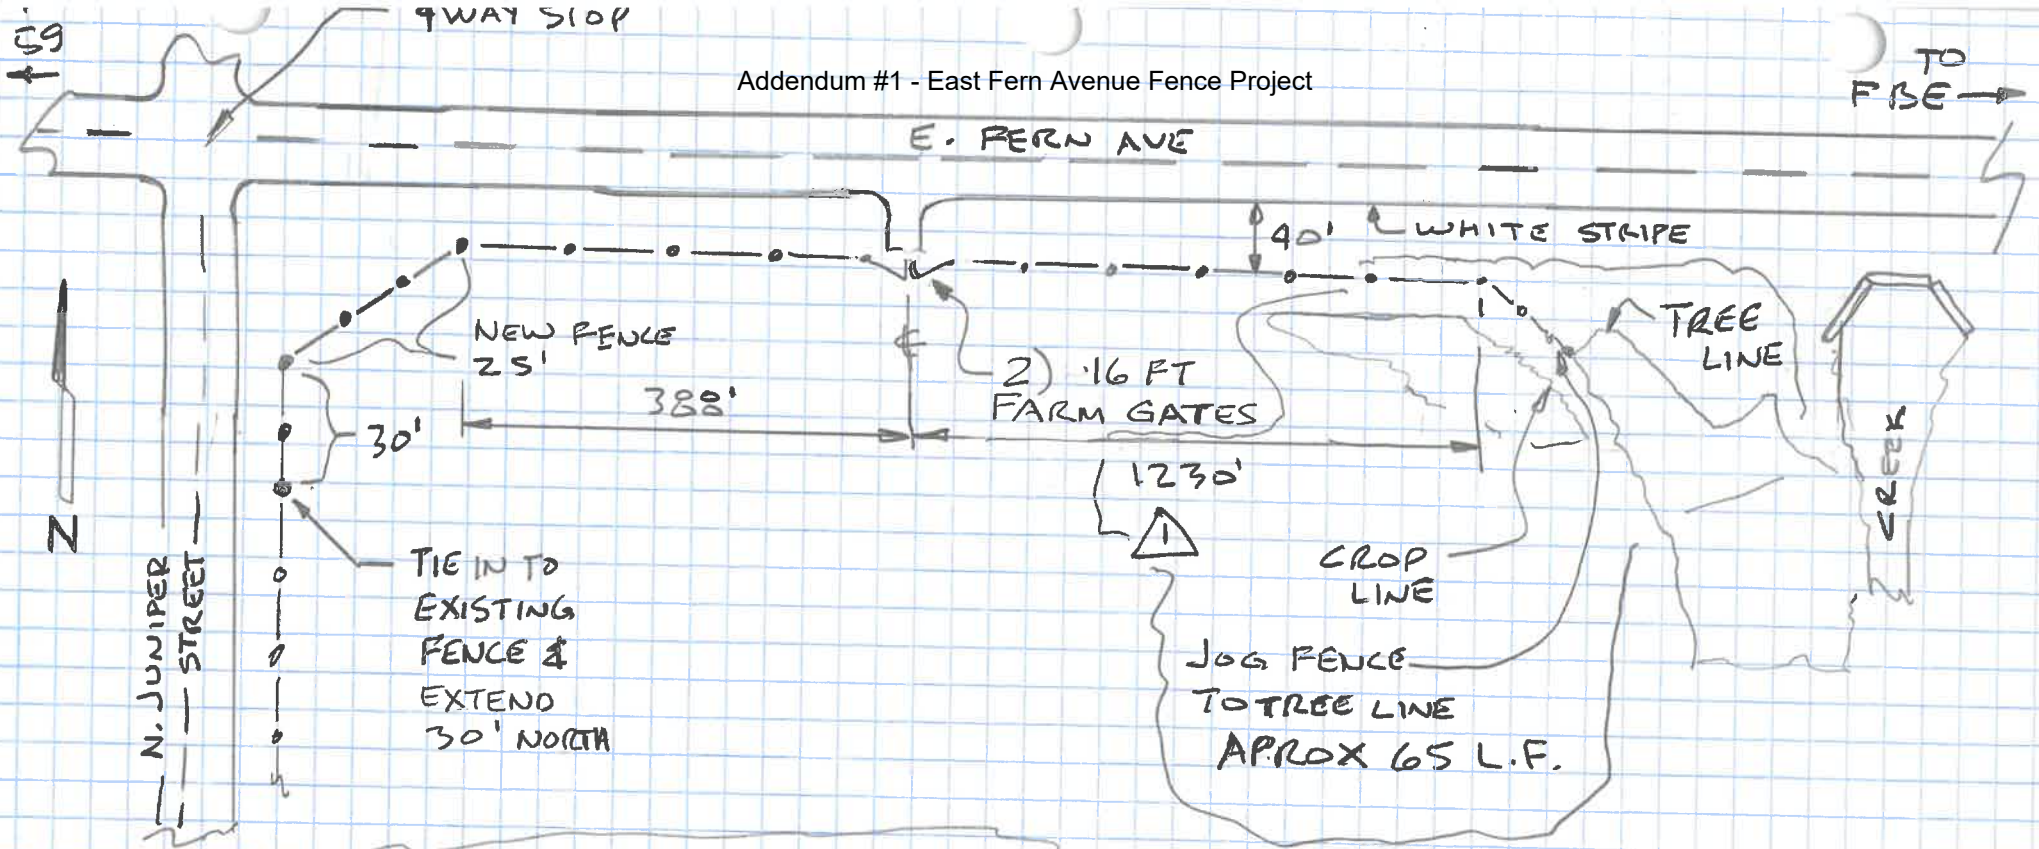 4 WAY STOP
59
Addendum #1 - East Fern Avenue Fence Project
TO
FBE
E. FERN AVE
40'
WHITE STRIPE
NEW FENCE
25'
388'
2) 16 FT
FARM GATES
TREE
LINE
30'
1230'
1
CREEK
N
TIE IN TO
EXISTING
FENCE &
EXTEND
30' NORTH
N. JUNIPER
STREET
CROP
LINE
JOG FENCE
TO TREE LINE
APROX 65 L.F.